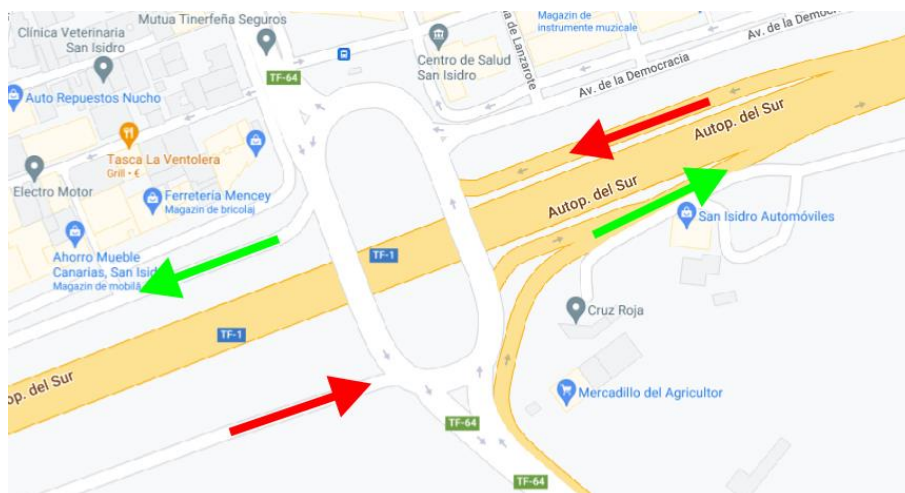 Mutua Tinerfeña Seguros
Clínica Veterinaria
San Isidro
Magazin de
instrumente muzicale
na de Lanzarote
Av. de la Democracia
Centro de Salud
San Isidro
TF-64
Av. de la Democracia
Auto Repuestos Nucho
Autop. del Sur
Tasca La Ventolera
Grill • €
Electro Motor
Ferretería Mencey
Magazin de bricolaj
Autop. del Sur
San Isidro Automóviles
Ahorro Mueble
Canarias, San Isid
Magazin de mobilă
TF-1
Cruz Roja
TF-1
op. del Sur
Mercadillo del Agricultor
TF-64
TF-64